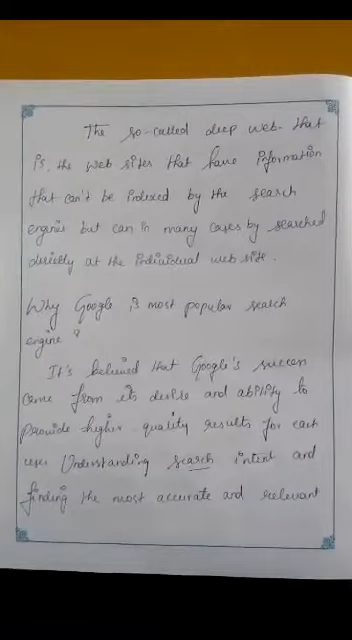 The so-called deep web- that
is, the web sites that have information
that can't be indexed by the search
engine but can in many cases by searched
directly at the individual web site.
Why Google is most popular search
engine ?
It's believed that Google's success
came from its desire and ability to
provide higher quality results for each
user. Understanding search intent and
finding the most accurate and relevant